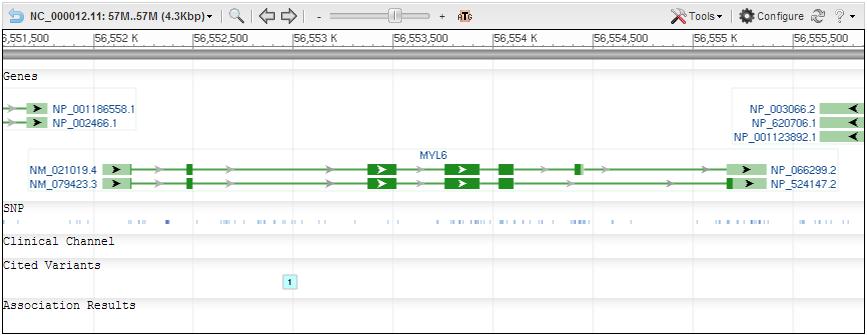 NC_000012.11: 57M..57M (4.3Kbp) - + ATG Tools Configure ?
6,551,500 56,552 K 56,552,500 56,553 K 56,553,500 56,554 K 56,554,500 56,555 K 56,555,500
Genes
NP_001186558.1 NP_003066.2
NP_002466.1 NP_620706.1
NP_001123892.1
MYL6
NM_021019.4 NP_066299.2
NM_079423.3 NP_524147.2
SNP
Clinical Channel
Cited Variants
1
Association Results